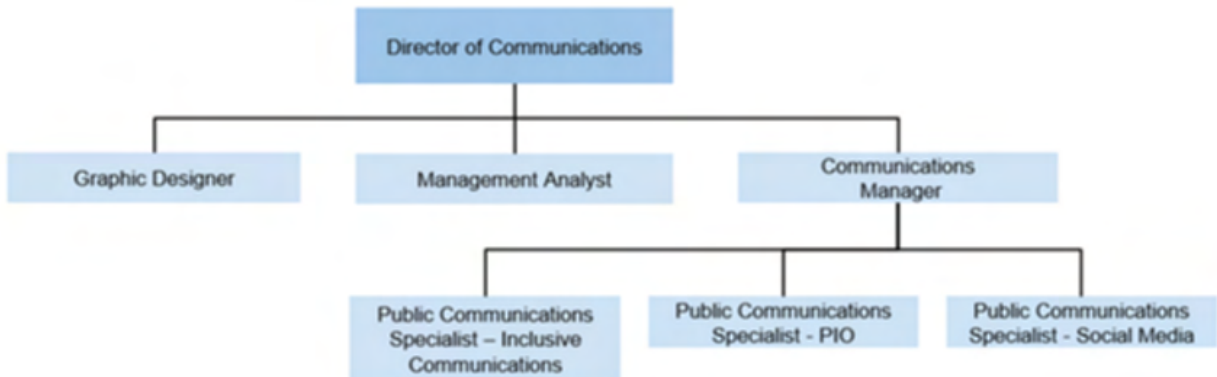 Director of Communications
Graphic Designer
Management Analyst
Communications
Manager
Public Communications
Specialist – Inclusive
Communications
Public Communications
Specialist - PIO
Public Communications
Specialist - Social Media